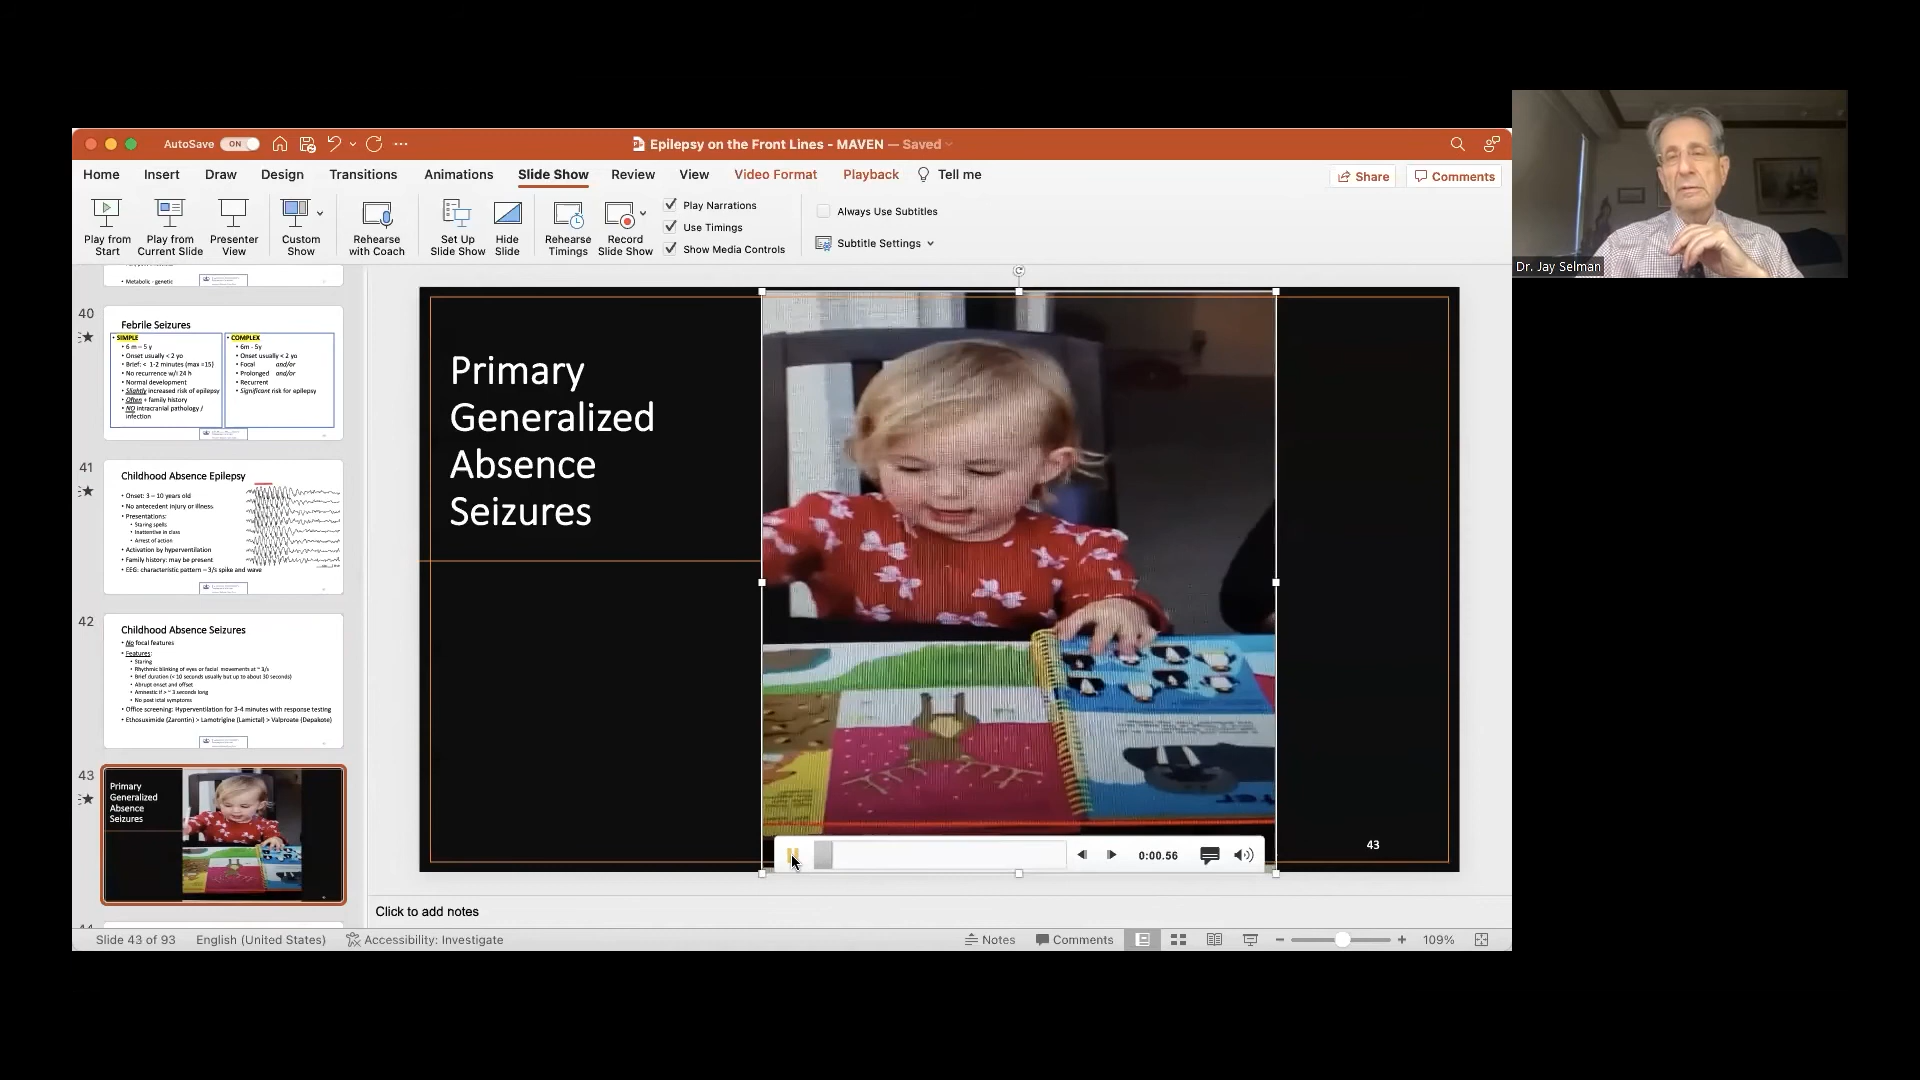 AutoSave ON
Epilepsy on the Front Lines - MAVEN — Saved
Home Insert Draw Design Transitions Animations Slide Show Review View Video Format Playback Tell me
Share Comments
Play from Start
Play from Current Slide
Presenter View
Custom Show
Rehearse with Coach
Set Up Slide Show
Hide Slide
Rehearse Timings
Record Slide Show
Play Narrations
Use Timings
Show Media Controls
Always Use Subtitles
Subtitle Settings
Dr. Jay Selman
• Metabolic - genetic
40
Febrile Seizures
• SIMPLE
• 6 m – 5 y
• Onset usually < 2 yo
• Brief: < 1-2 minutes (max =15)
• No recurrence w/i 24 h
• Normal development
• Slightly increased risk of epilepsy
• Often + family history
• NO intracranial pathology /
infection
• COMPLEX
• 6m - 5y
• Onset usually < 2 yo
• Focal and/or
• Prolonged and/or
• Recurrent
• Significant risk for epilepsy
41
Childhood Absence Epilepsy
• Onset: 3 – 10 years old
• No antecedent injury or illness
• Presentations:
• Staring spells
• Inattentive in class
• Arrest of action
• Activation by hyperventilation
• Family history: may be present
• EEG: characteristic pattern – 3/s spike and wave
42
Childhood Absence Seizures
• No focal features
• Features:
• Staring
• Rhythmic blinking of eyes or facial movements at ~ 3/s
• Brief duration (< 10 seconds usually but up to about 30 seconds)
• Abrupt onset and offset
• Amnestic if > ~ 3 seconds long
• No post ictal symptoms
• Office screening: Hyperventilation for 3-4 minutes with response testing
• Ethosuximide (Zarontin) > Lamotrigine (Lamictal) > Valproate (Depakote)
43
Primary
Generalized
Absence
Seizures
Primary
Generalized
Absence
Seizures
0:00.56
43
Click to add notes
Slide 43 of 93 English (United States) Accessibility: Investigate
Notes Comments 109%